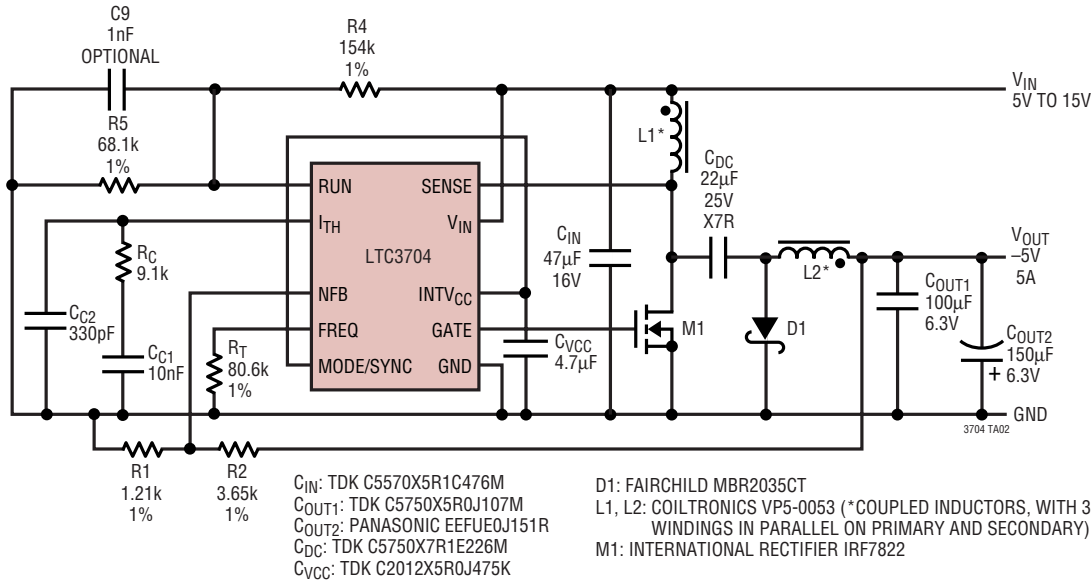 C9
1nF
OPTIONAL
R4
154k
1%
VIN
5V TO 15V
R5
68.1k
1%
L1*
CDC
22µF
25V
X7R
RUN
SENSE
ITH
VIN
LTC3704
NFB
INTVCC
FREQ
GATE
MODE/SYNC
GND
RC
9.1k
CC2
330pF
CC1
10nF
RT
80.6k
1%
CIN
47µF
16V
CVCC
4.7µF
M1
D1
L2*
VOUT
–5V
5A
COUT1
100µF
6.3V
COUT2
150µF
+ 6.3V
GND
3704 TA02
R1
1.21k
1%
R2
3.65k
1%
CIN: TDK C5570X5R1C476M
COUT1: TDK C5750X5R0J107M
COUT2: PANASONIC EEFUE0J151R
CDC: TDK C5750X7R1E226M
CVCC: TDK C2012X5R0J475K
D1: FAIRCHILD MBR2035CT
L1, L2: COILTRONICS VP5-0053 (*COUPLED INDUCTORS, WITH 3
WINDINGS IN PARALLEL ON PRIMARY AND SECONDARY)
M1: INTERNATIONAL RECTIFIER IRF7822